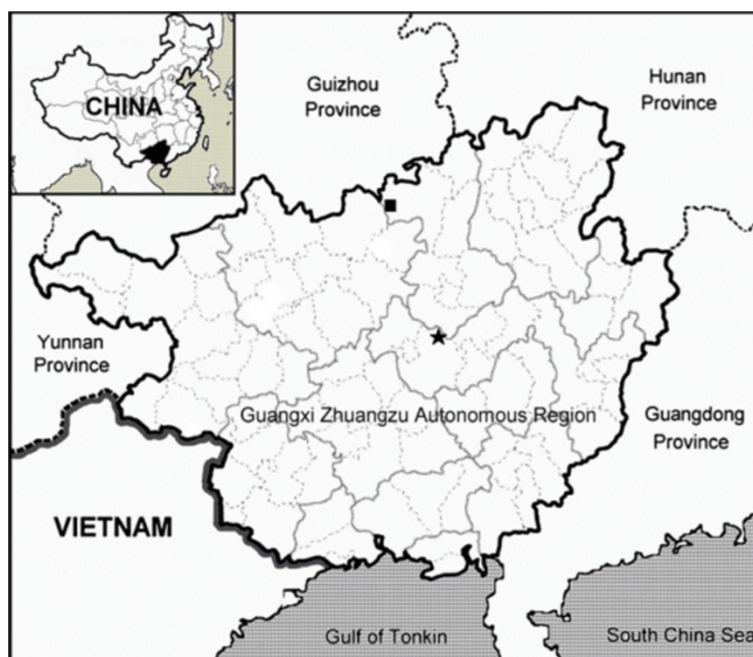 CHINA
Guizhou
Province
Hunan
Province
Yunnan
Province
Guangxi Zhuangzu Autonomous Region
Guangdong
Province
VIETNAM
Gulf of Tonkin
South China Sea